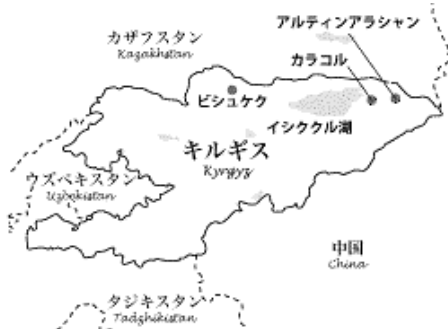 アルティンアラシャン
カザフスタン
Kazakhstan
カラコル
ビシュケク
イシククル湖
キルギス
Kyrgyz
ウズベキスタン
Uzbekistan
中国
China
タジキスタン
Tadzhikistan